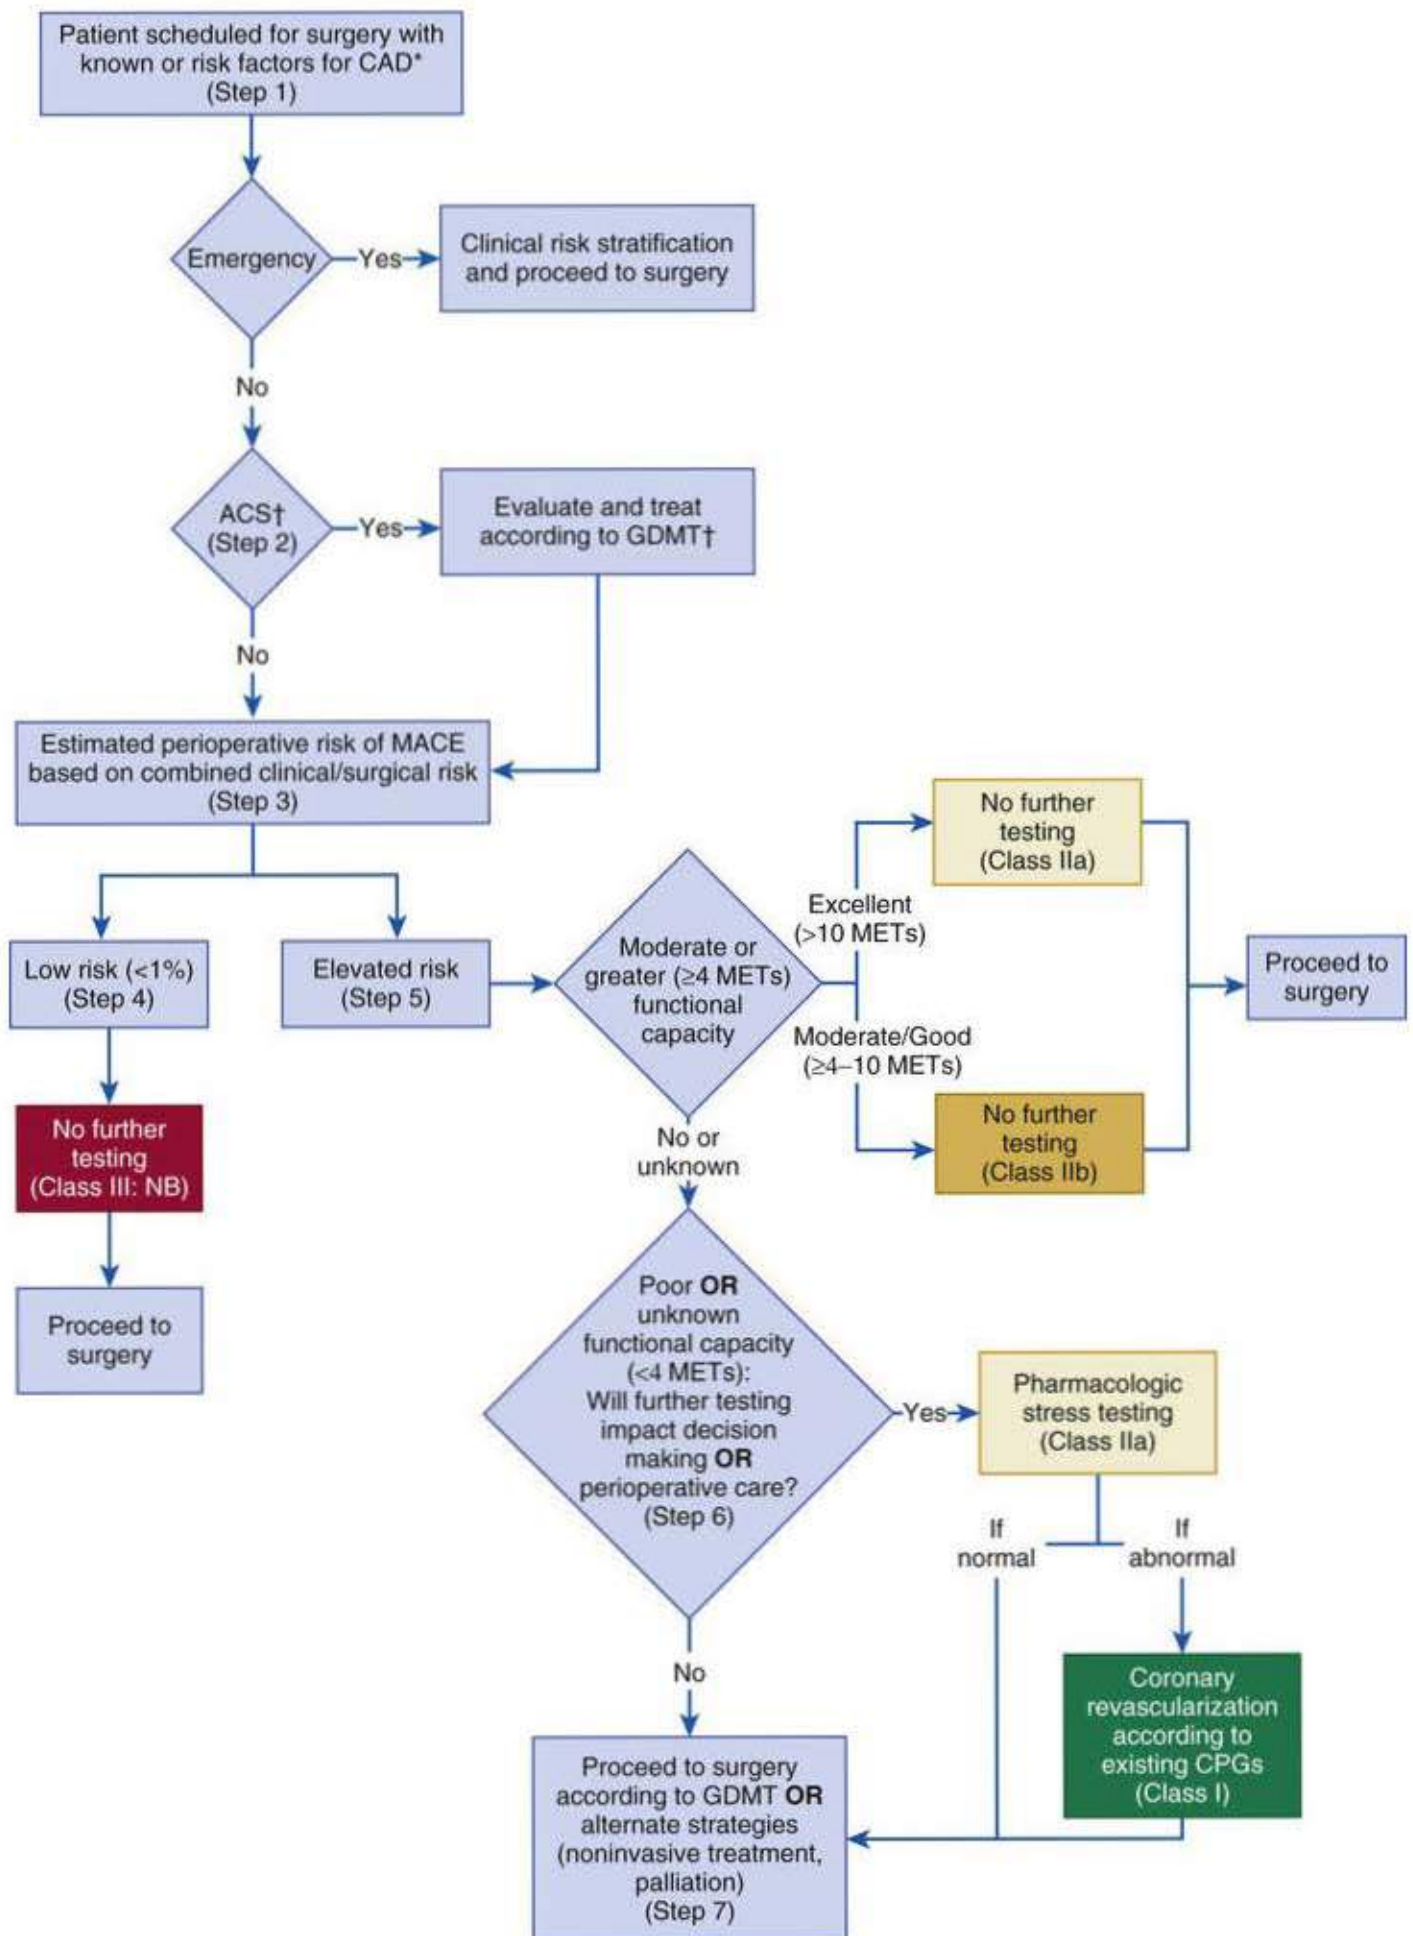 Patient scheduled for surgery with
known or risk factors for CAD*
(Step 1)
Emergency
Yes
Clinical risk stratification
and proceed to surgery
No
ACS†
(Step 2)
Yes
Evaluate and treat
according to GDMT†
No
Estimated perioperative risk of MACE
based on combined clinical/surgical risk
(Step 3)
Low risk (<1%)
(Step 4)
No further
testing
(Class III: NB)
Proceed to
surgery
Elevated risk
(Step 5)
Moderate or
greater (≥4 METs)
functional
capacity
Excellent
(>10 METs)
No further
testing
(Class IIa)
Moderate/Good
(≥4–10 METs)
No further
testing
(Class IIb)
Proceed to
surgery
No or
unknown
Poor OR
unknown
functional capacity
(<4 METs):
Will further testing
impact decision
making OR
perioperative care?
(Step 6)
Yes
Pharmacologic
stress testing
(Class IIa)
If
normal
If
abnormal
Coronary
revascularization
according to
existing CPGs
(Class I)
No
Proceed to surgery
according to GDMT OR
alternate strategies
(noninvasive treatment,
palliation)
(Step 7)